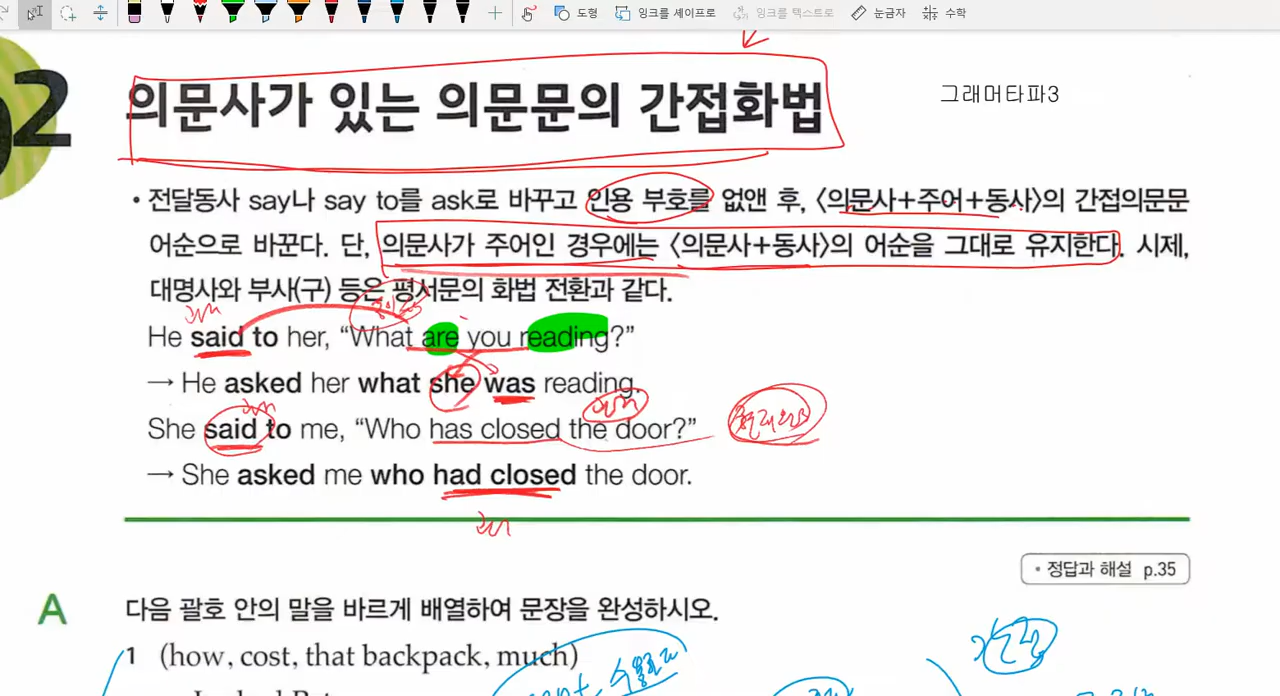 도형 잉크를 셰이프로 잉크를 텍스트로 눈금자 수학
02 의문사가 있는 의문문의 간접화법
그래머타파3
• 전달동사 say나 say to를 ask로 바꾸고 인용 부호를 없앤 후, 〈의문사+주어+동사〉의 간접의문문
어순으로 바꾼다. 단, 의문사가 주어인 경우에는 〈의문사+동사〉의 어순을 그대로 유지한다. 시제,
대명사와 부사(구) 등은 평서문의 화법 전환과 같다.
He said to her, “What are you reading?”
→ He asked her what she was reading.
She said to me, “Who has closed the door?”
→ She asked me who had closed the door.
• 정답과 해설 p.35
A 다음 괄호 안의 말을 바르게 배열하여 문장을 완성하시오.
1 (how, cost, that backpack, much)